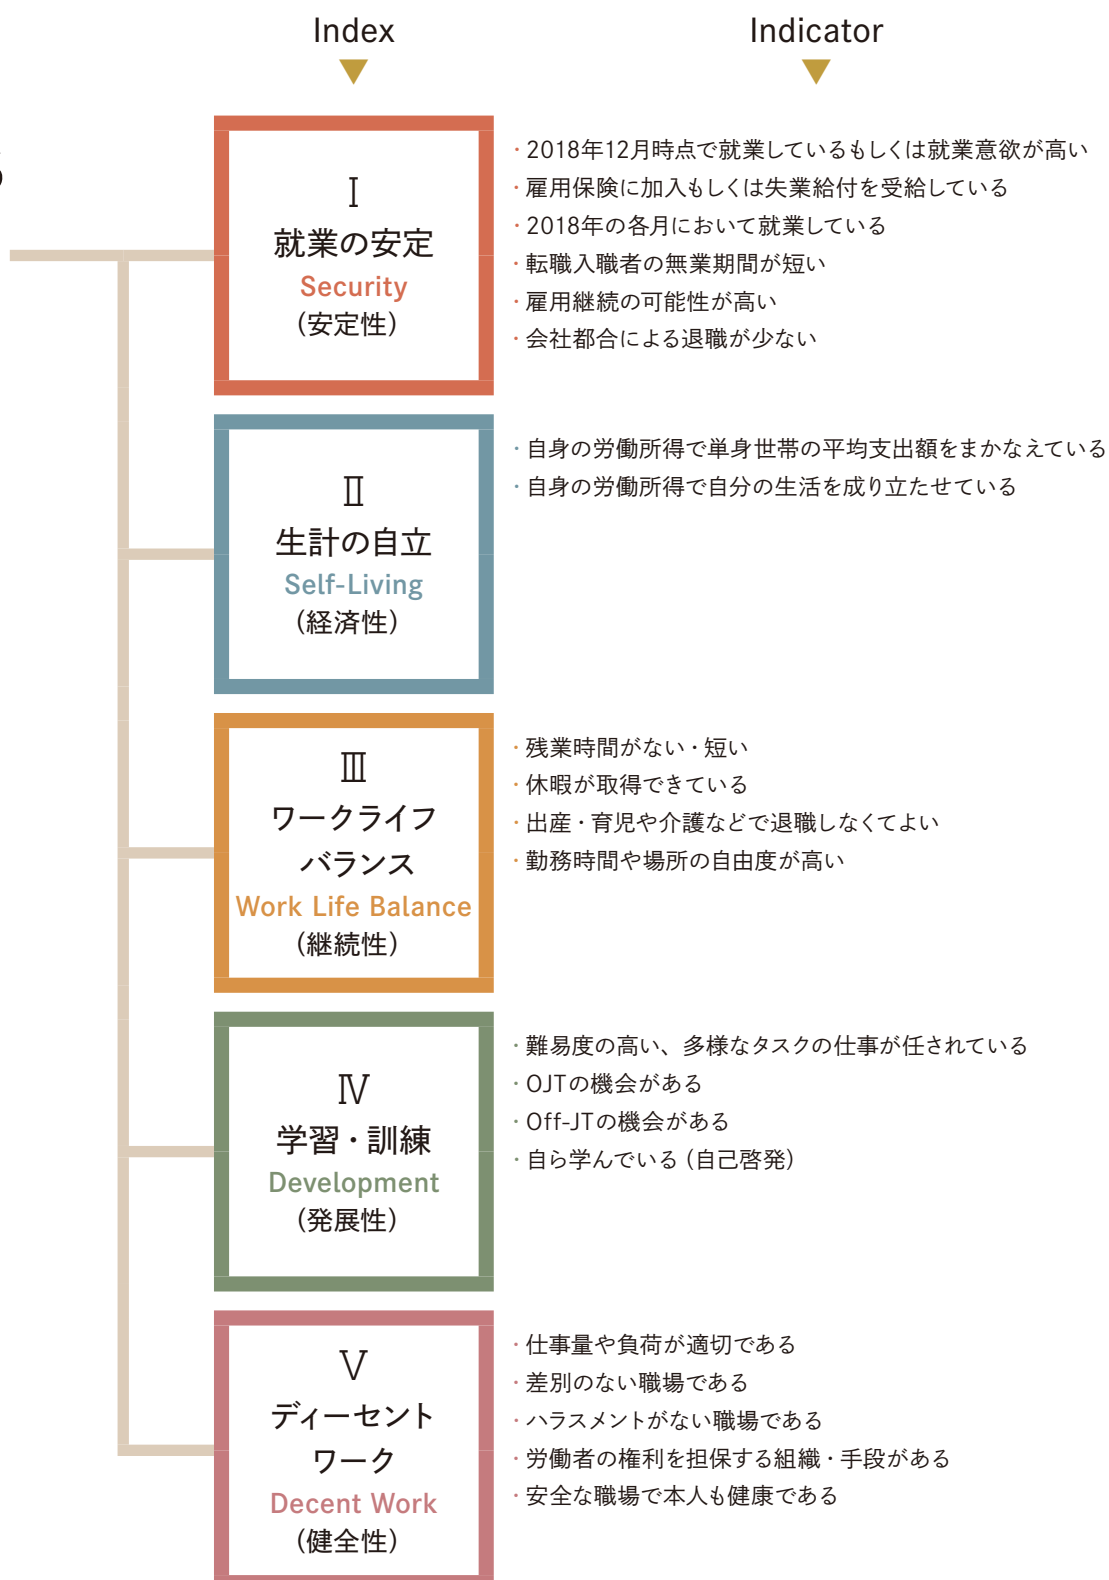 Index
Indicator
Ⅰ
就業の安定
Security
(安定性)
・2018年12月時点で就業しているもしくは就業意欲が高い
・雇用保険に加入もしくは失業給付を受給している
・2018年の各月において就業している
・転職入職者の無業期間が短い
・雇用継続の可能性が高い
・会社都合による退職が少ない
Ⅱ
生計の自立
Self-Living
(経済性)
・自身の労働所得で単身世帯の平均支出額をまかなえている
・自身の労働所得で自分の生活を成り立たせている
Ⅲ
ワークライフ
バランス
Work Life Balance
(継続性)
・残業時間がない・短い
・休暇が取得できている
・出産・育児や介護などで退職しなくてよい
・勤務時間や場所の自由度が高い
Ⅳ
学習・訓練
Development
(発展性)
・難易度の高い、多様なタスクの仕事が任されている
・OJTの機会がある
・Off-JTの機会がある
・自ら学んでいる(自己啓発)
Ⅴ
ディーセント
ワーク
Decent Work
(健全性)
・仕事量や負荷が適切である
・差別のない職場である
・ハラスメントがない職場である
・労働者の権利を担保する組織・手段がある
・安全な職場で本人も健康である